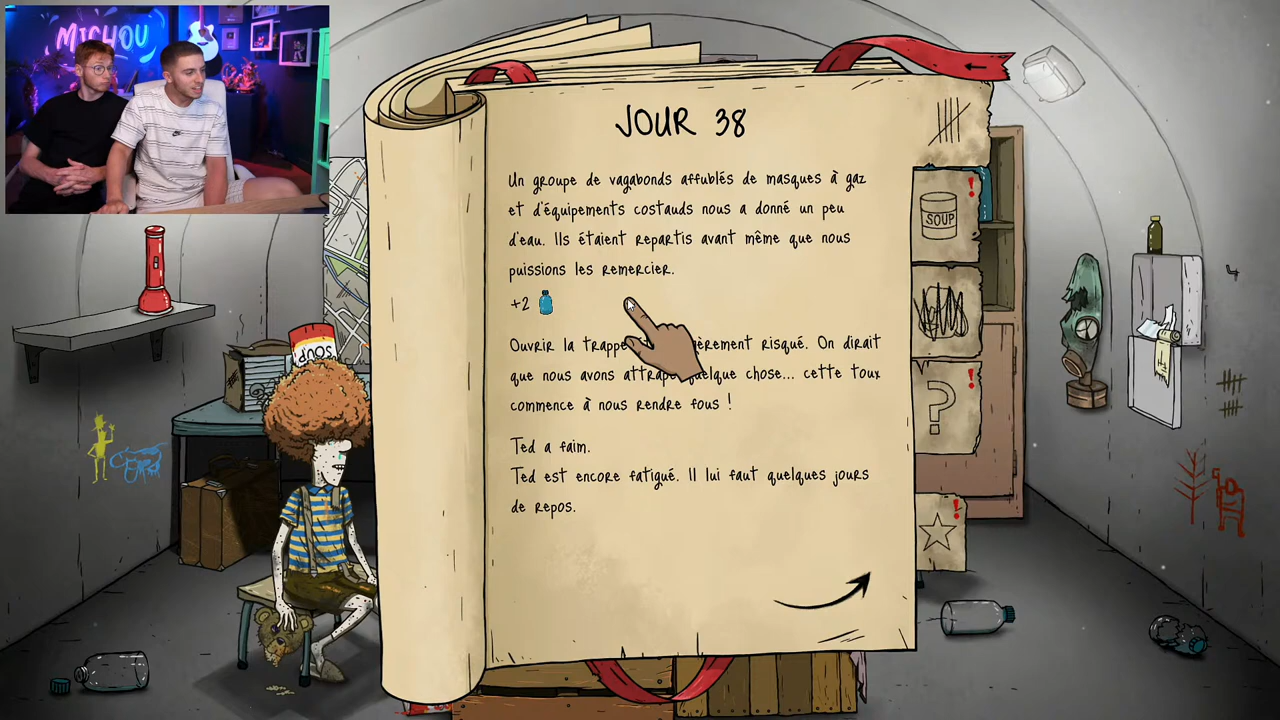 MICHOU
JOUR 38
Un groupe de vagabonds affublés de masques à gaz
et d'équipements costauds nous a donné un peu
d'eau. Ils étaient repartis avant même que nous
puissions les remercier.
+2
Ouvrir la trappe risqué. On dirait
que nous avons attrapé quelque chose... cette toux
commence à nous rendre fous !
Ted a faim.
Ted est encore fatigué. Il lui faut quelques jours
de repos.
SOUP
!
?
!
!
SOUP